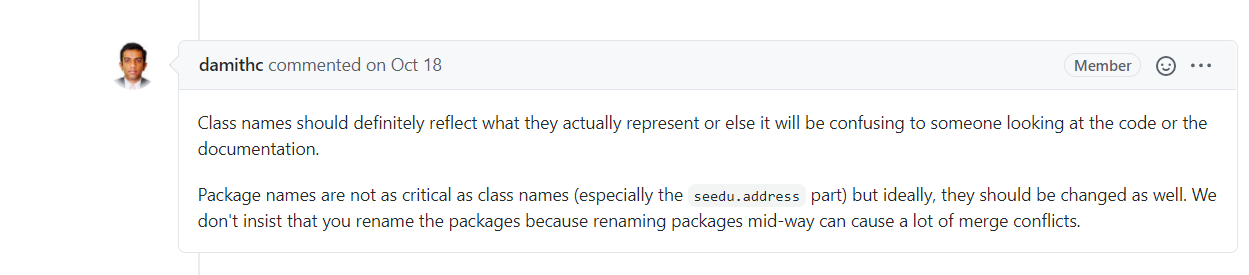 damithc commented on Oct 18
Member
Class names should definitely reflect what they actually represent or else it will be confusing to someone looking at the code or the
documentation.
Package names are not as critical as class names (especially the seedu.address part) but ideally, they should be changed as well. We
don't insist that you rename the packages because renaming packages mid-way can cause a lot of merge conflicts.